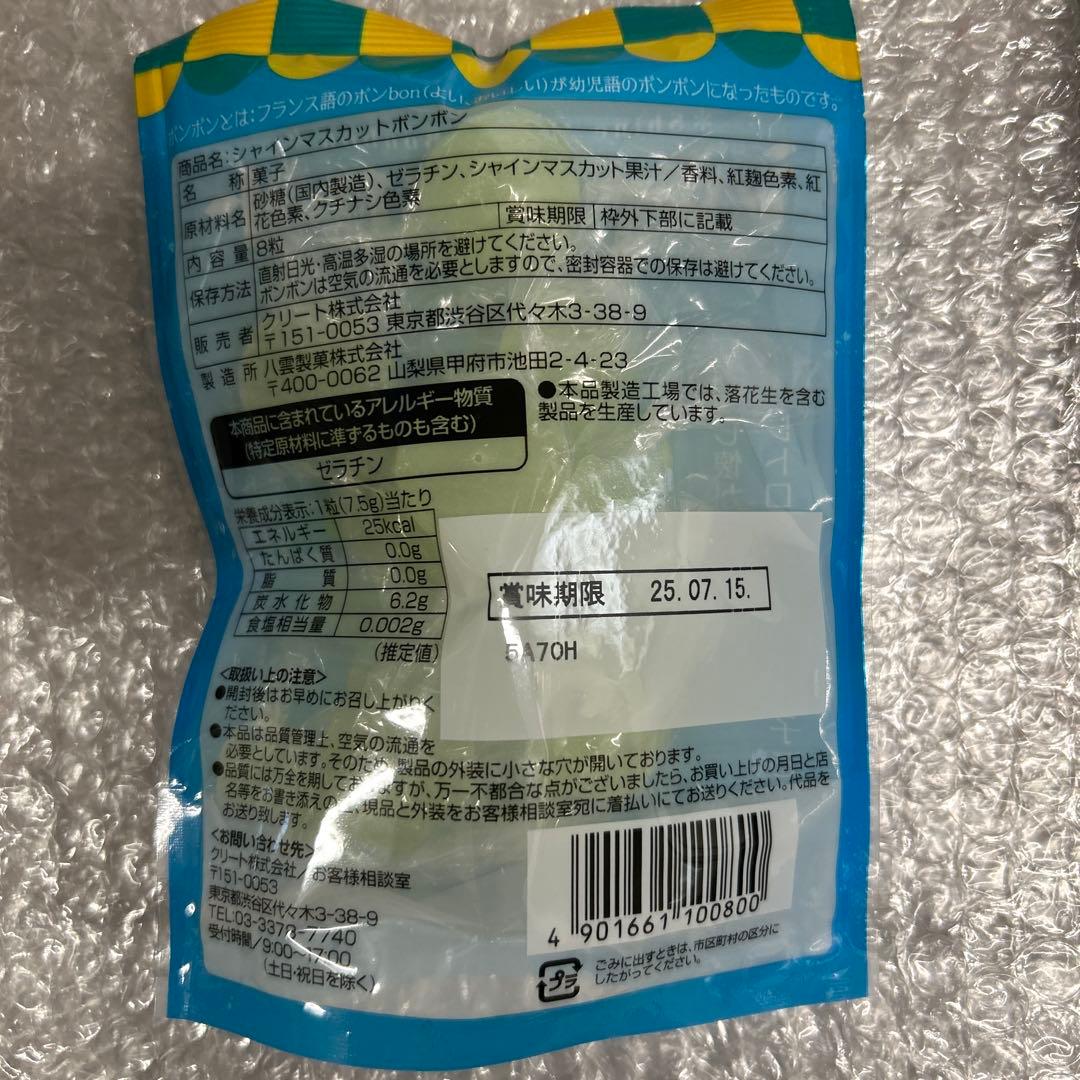 ボンボンとは:フランス語のボンbon(よい、おいしい)が幼児語のボンボンになったものです。
商品名:シャインマスカットボンボン
名称 菓子
原材料名 砂糖(国内製造)、ゼラチン、シャインマスカット果汁/香料、紅麹色素、紅
花色素、クチナシ色素
内容量 8粒 賞味期限 枠外下部に記載
保存方法 直射日光・高温多湿の場所を避けてください。
ボンボンは空気の流通を必要としますので、密封容器での保存は避けてください。
販売者 クリート株式会社
〒151-0053 東京都渋谷区代々木3-38-9
製造所 八雲製菓株式会社
〒400-0062 山梨県甲府市池田2-4-23
本商品に含まれているアレルギー物質
(特定原材料に準ずるものも含む)
ゼラチン
●本品製造工場では、落花生を含む
製品を生産しています。
栄養成分表示:1粒(7.5g)当たり
エネルギー 25kcal
たんぱく質 0.0g
脂質 0.0g
炭水化物 6.2g
食塩相当量 0.002g
(推定値)
賞味期限 25.07.15.
5A70H
<取扱い上の注意>
●開封後はお早めにお召し上がりく
ださい。
●本品は品質管理上、空気の流通を
必要としています。そのため、製品の外装に小さな穴が開いております。
●品質には万全を期しておりますが、万一不都合な点がございましたら、お買い上げの月日と店
名等をお書き添えの上、現品と外装をお客様相談室宛に着払いにてお送りください。代品を
お送り致します。
<お問い合わせ先>
クリート株式会社/お客様相談室
〒151-0053
東京都渋谷区代々木3-38-9
TEL:03-3378-7740
受付時間/9:00〜17:00
(土日・祝日を除く)
4 901661 100800
プラ
ごみに出すときは、市区町村の区分に
したがってください。